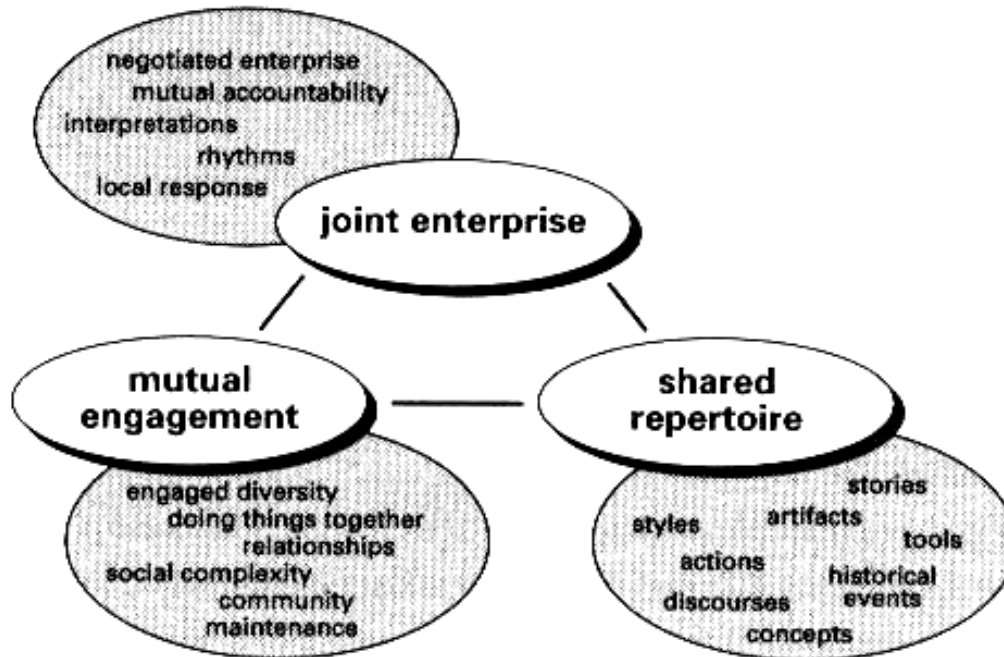 negotiated enterprise
mutual accountability
interpretations
rhythms
local response
joint enterprise
mutual
engagement
engaged diversity
doing things together
relationships
social complexity
community
maintenance
shared
repertoire
stories
styles
artifacts
tools
actions
historical
events
discourses
concepts